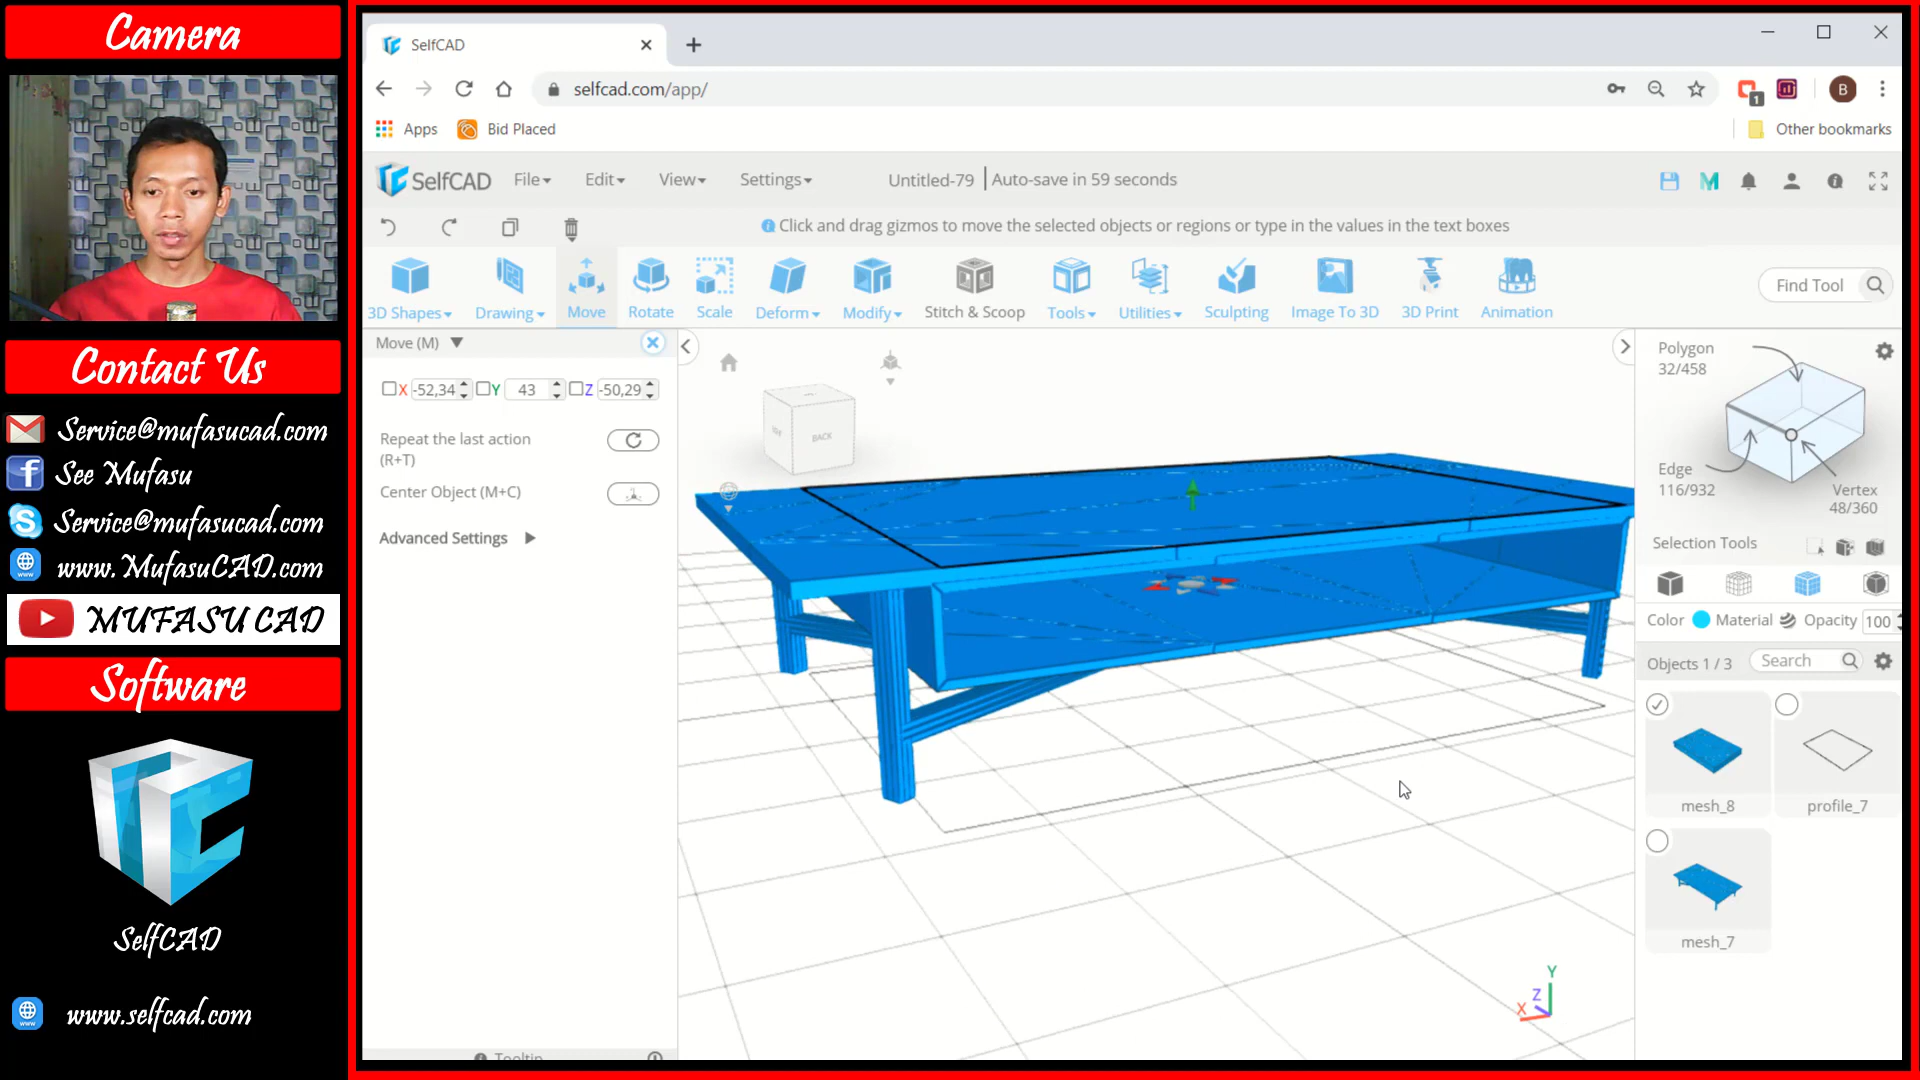 Camera
Contact Us
Service@mufasucad.com
See Mufasu
Service@mufasucad.com
www.MufasuCAD.com
MUFASU CAD
Software
SelfCAD
www.selfcad.com
SelfCAD
selfcad.com/app/
1
B
Apps
Bid Placed
Other bookmarks
SelfCAD
File
Edit
View
Settings
Untitled-79
Auto-save in 59 seconds
Click and drag gizmos to move the selected objects or regions or type in the values in the text boxes
3D Shapes
Drawing
Move
Rotate
Scale
Deform
Modify
Stitch & Scoop
Tools
Utilities
Sculpting
Image To 3D
3D Print
Animation
Find Tool
Move (M)
X -52,34 Y 43 Z -50,29
Repeat the last action
(R+T)
Center Object (M+C)
Advanced Settings
Tooltip
BACK
Polygon
32/458
Edge
116/932
Vertex
48/360
Selection Tools
Color Material Opacity 100
Objects 1 / 3
Search
mesh_8
profile_7
mesh_7
Y
Z
X